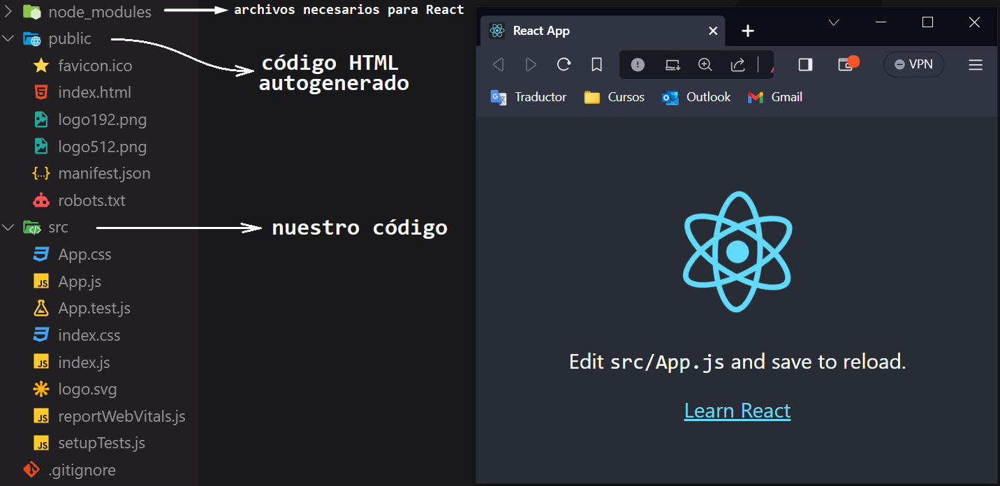 node_modules
archivos necesarios para React
public
código HTML
autogenerado
favicon.ico
index.html
logo192.png
logo512.png
manifest.json
robots.txt
src
nuestro código
App.css
App.js
App.test.js
index.css
index.js
logo.svg
reportWebVitals.js
setupTests.js
.gitignore
React App
VPN
Traductor Cursos Outlook Gmail
Edit src/App.js and save to reload.
Learn React